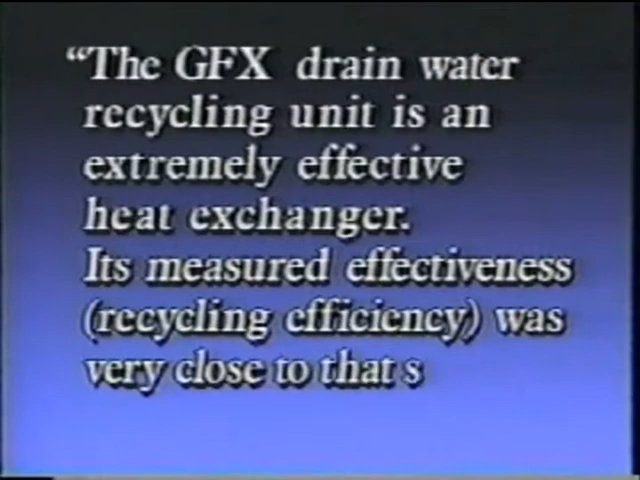 “The GFX drain water
recycling unit is an
extremely effective
heat exchanger.
Its measured effectiveness
(recycling efficiency) was
very close to that s